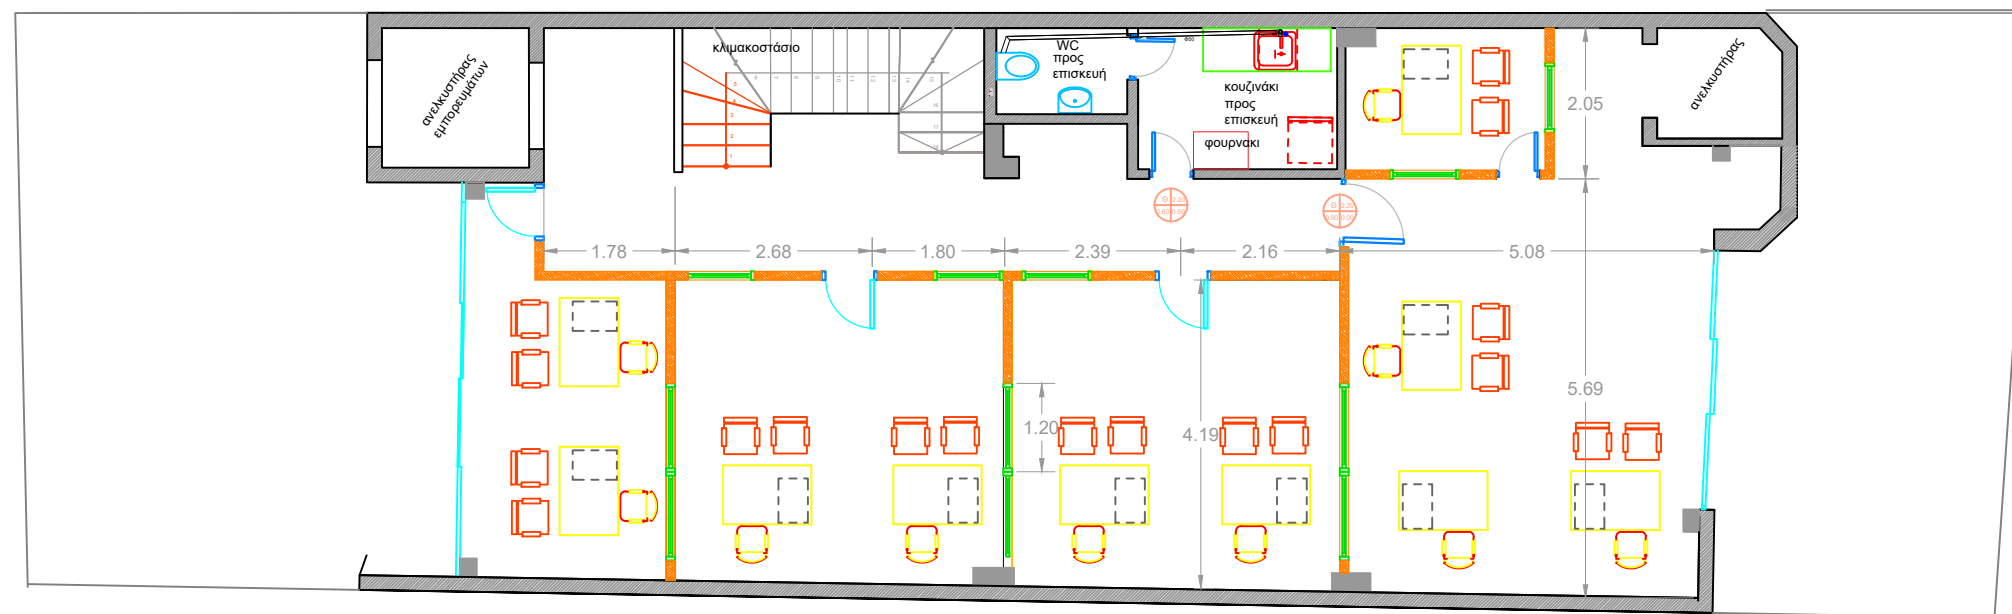 ανελκυστήρας
εμπορευμάτων
κλιμακοστάσιο
WC
προς
επισκευή
κουζινάκι
προς
επισκευή
φουρνακι
ανελκυστήρας
2.05
1.78
2.68
1.80
2.39
2.16
5.08
5.69
1.20
4.19